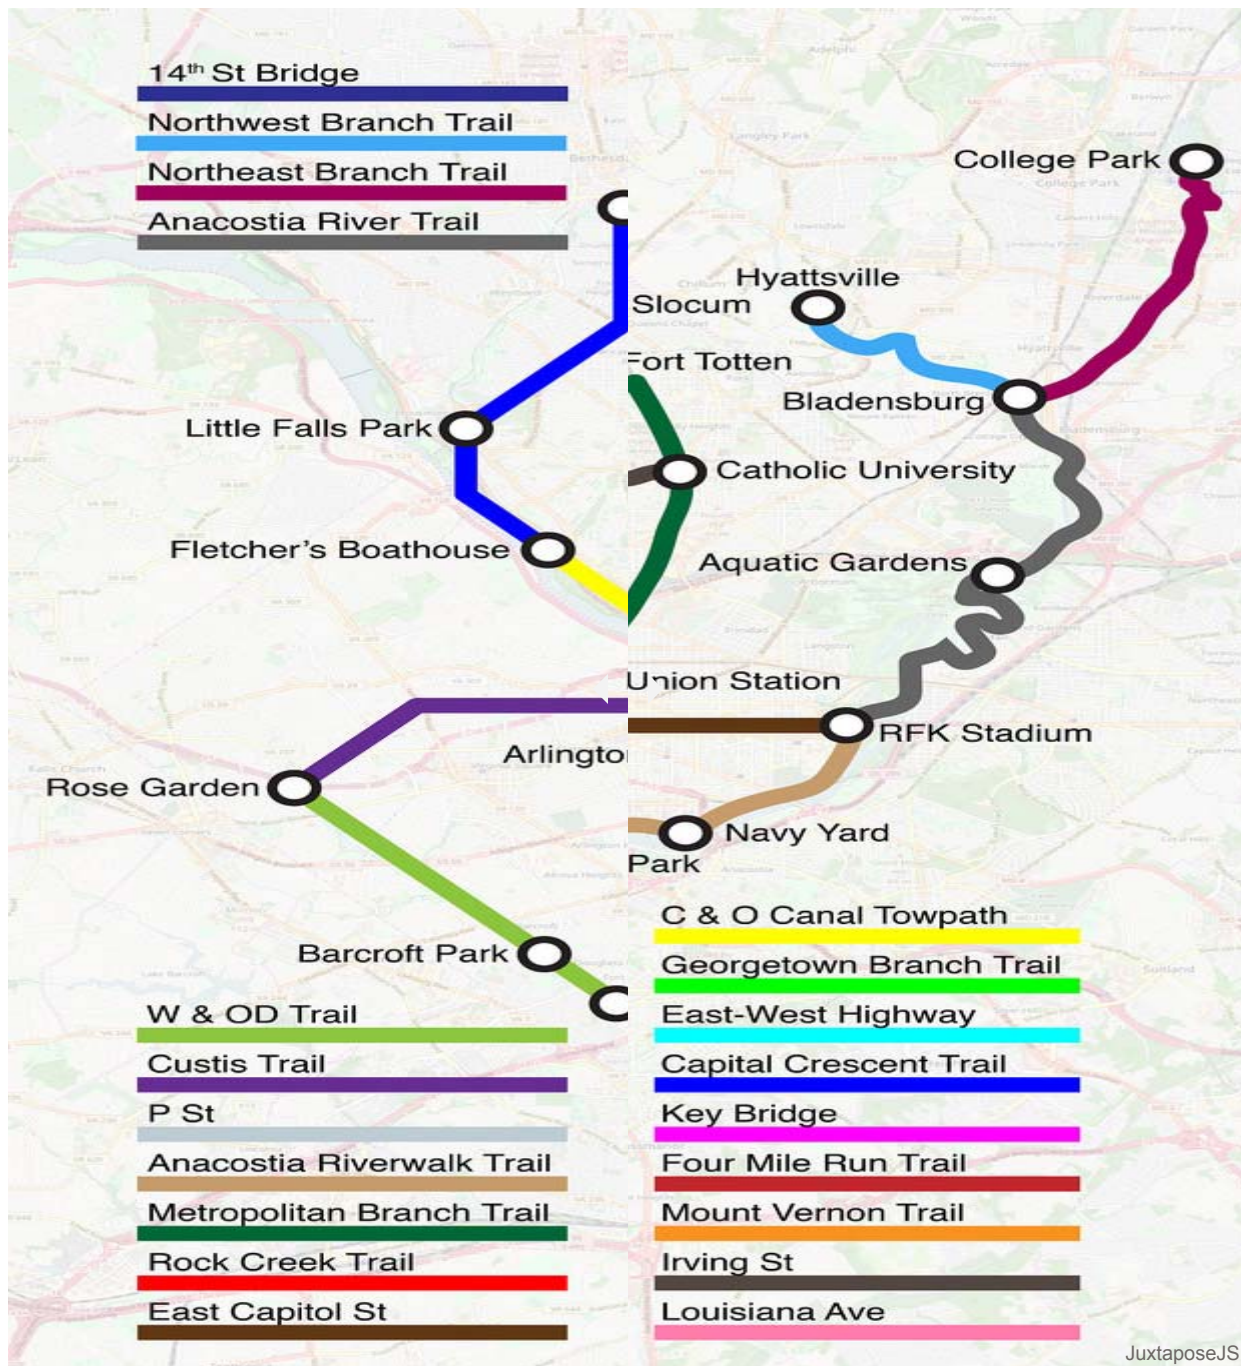 14th St Bridge
Northwest Branch Trail
Northeast Branch Trail
Anacostia River Trail
College Park
Hyattsville
Slocum
Fort Totten
Bladensburg
Little Falls Park
Catholic University
Fletcher's Boathouse
Aquatic Gardens
Union Station
RFK Stadium
Arlingto
Rose Garden
Navy Yard
Park
Barcroft Park
W & OD Trail
Custis Trail
P St
Anacostia Riverwalk Trail
Metropolitan Branch Trail
Rock Creek Trail
East Capitol St
C & O Canal Towpath
Georgetown Branch Trail
East-West Highway
Capital Crescent Trail
Key Bridge
Four Mile Run Trail
Mount Vernon Trail
Irving St
Louisiana Ave
JuxtaposeJS